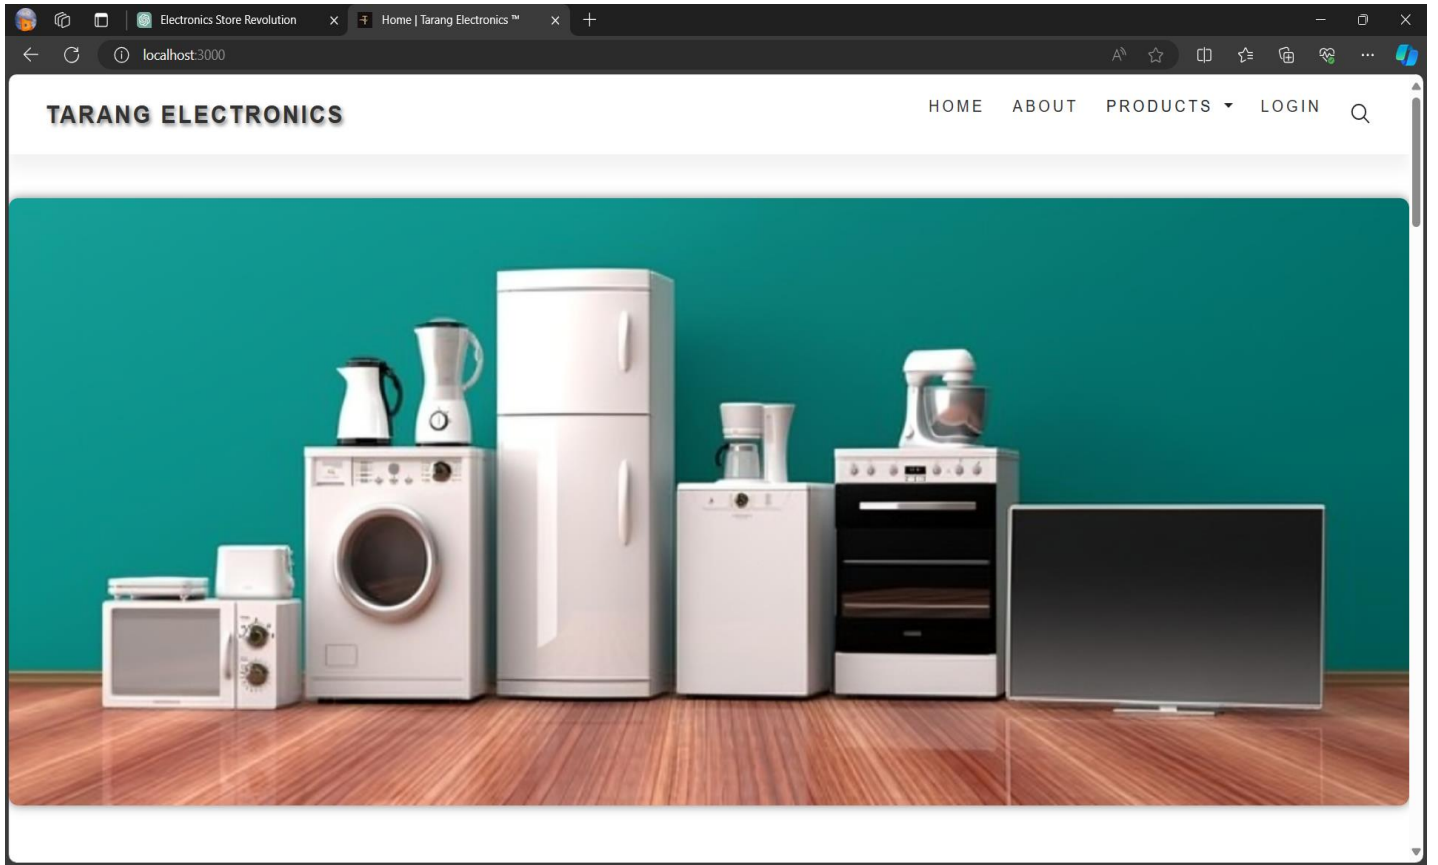 Electronics Store Revolution
Home | Tarang Electronics ™
localhost:3000
TARANG ELECTRONICS
HOME ABOUT PRODUCTS LOGIN